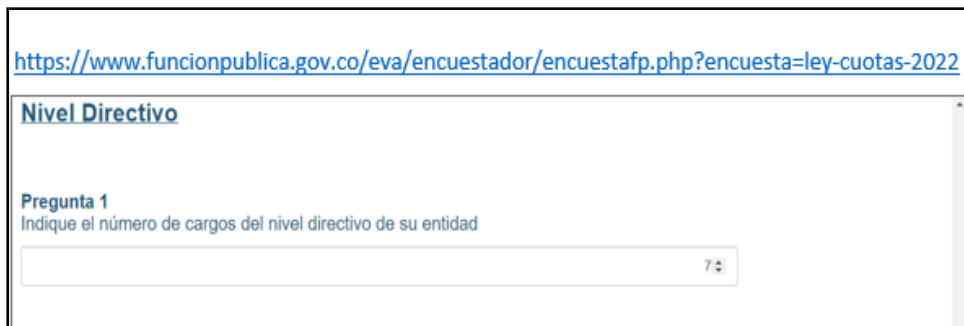 https://www.funcionpublica.gov.co/eva/encuestador/encuestafp.php?encuesta=ley-cuotas-2022
Nivel Directivo
Pregunta 1
Indique el número de cargos del nivel directivo de su entidad
7